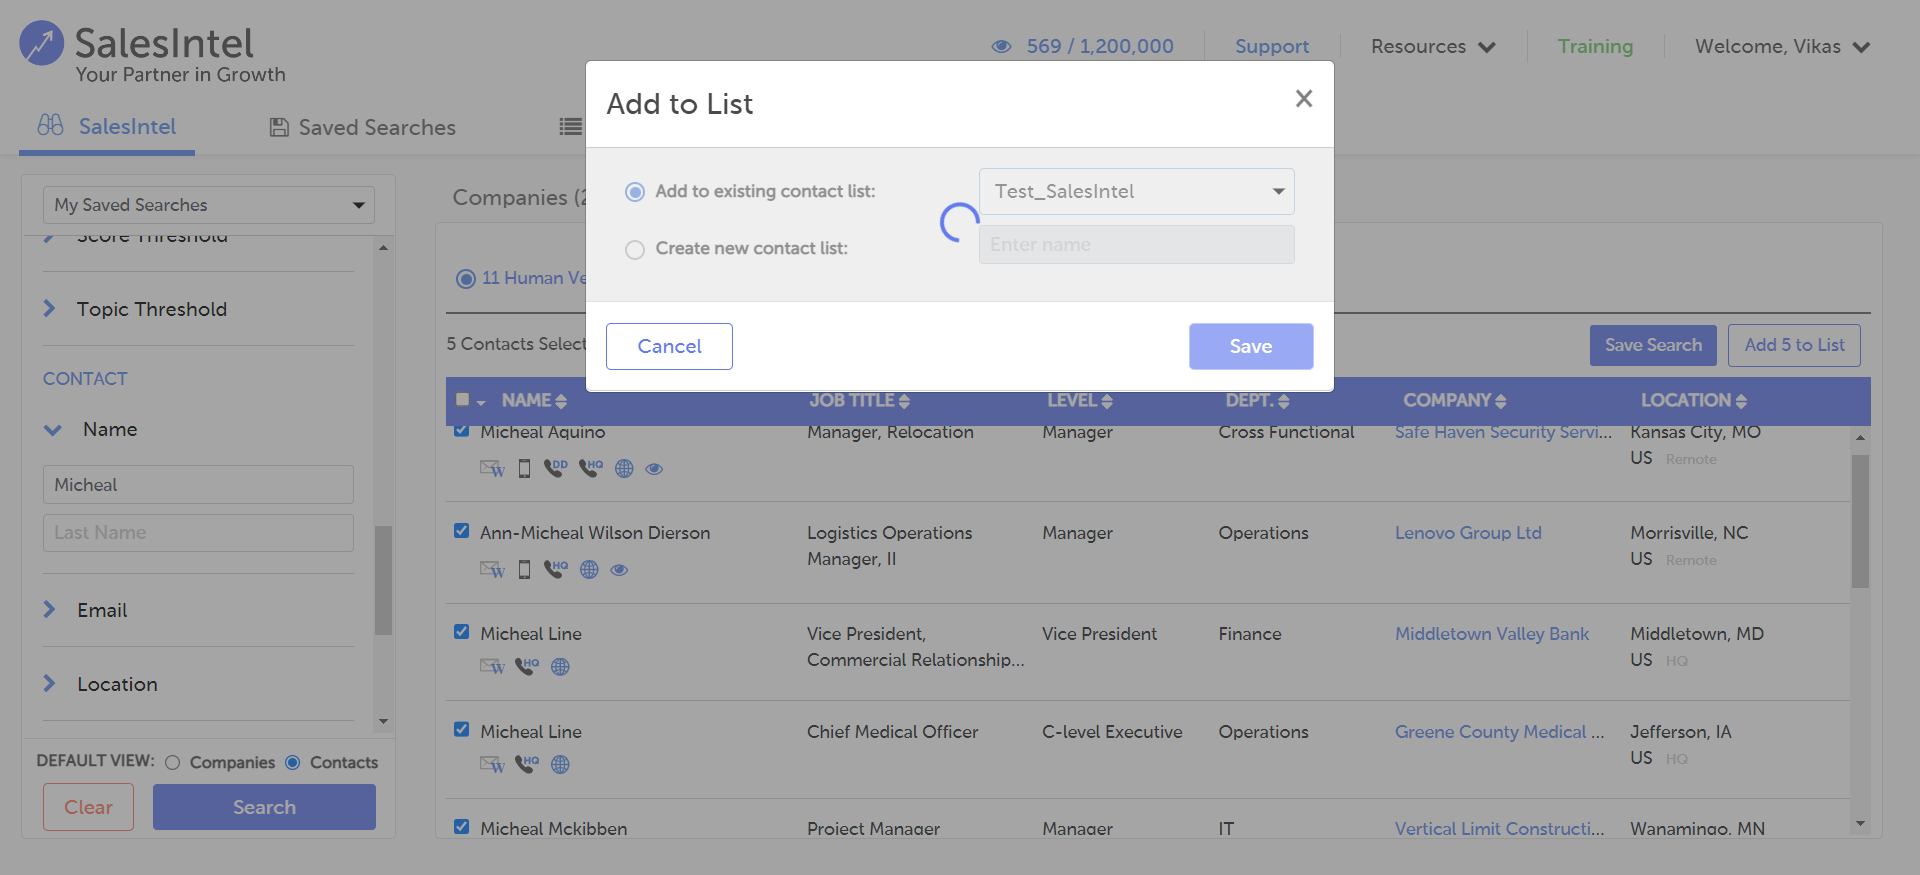 SalesIntel
Your Partner in Growth
569 / 1,200,000
Support
Resources
Training
Welcome, Vikas
SalesIntel
Saved Searches
Add to List
×
Add to existing contact list:
Test_SalesIntel
Create new contact list:
Enter name
Cancel
Save
My Saved Searches
Score Threshold
Topic Threshold
CONTACT
Name
Micheal
Last Name
Email
Location
DEFAULT VIEW:
Companies
Contacts
Clear
Search
Companies (2
11 Human Ve
5 Contacts Select
Save Search
Add 5 to List
NAME
JOB TITLE
LEVEL
DEPT.
COMPANY
LOCATION
Micheal Aquino
Manager, Relocation
Manager
Cross Functional
Safe Haven Security Servi...
Kansas City, MO
US Remote
W
DD
HQ
Ann-Micheal Wilson Dierson
Logistics Operations
Manager, II
Manager
Operations
Lenovo Group Ltd
Morrisville, NC
US Remote
W
HQ
Micheal Line
Vice President,
Commercial Relationship...
Vice President
Finance
Middletown Valley Bank
Middletown, MD
US HQ
W
HQ
Micheal Line
Chief Medical Officer
C-level Executive
Operations
Greene County Medical ...
Jefferson, IA
US HQ
W
HQ
Micheal Mckibben
Project Manager
Manager
IT
Vertical Limit Constructi...
Wanamingo, MN